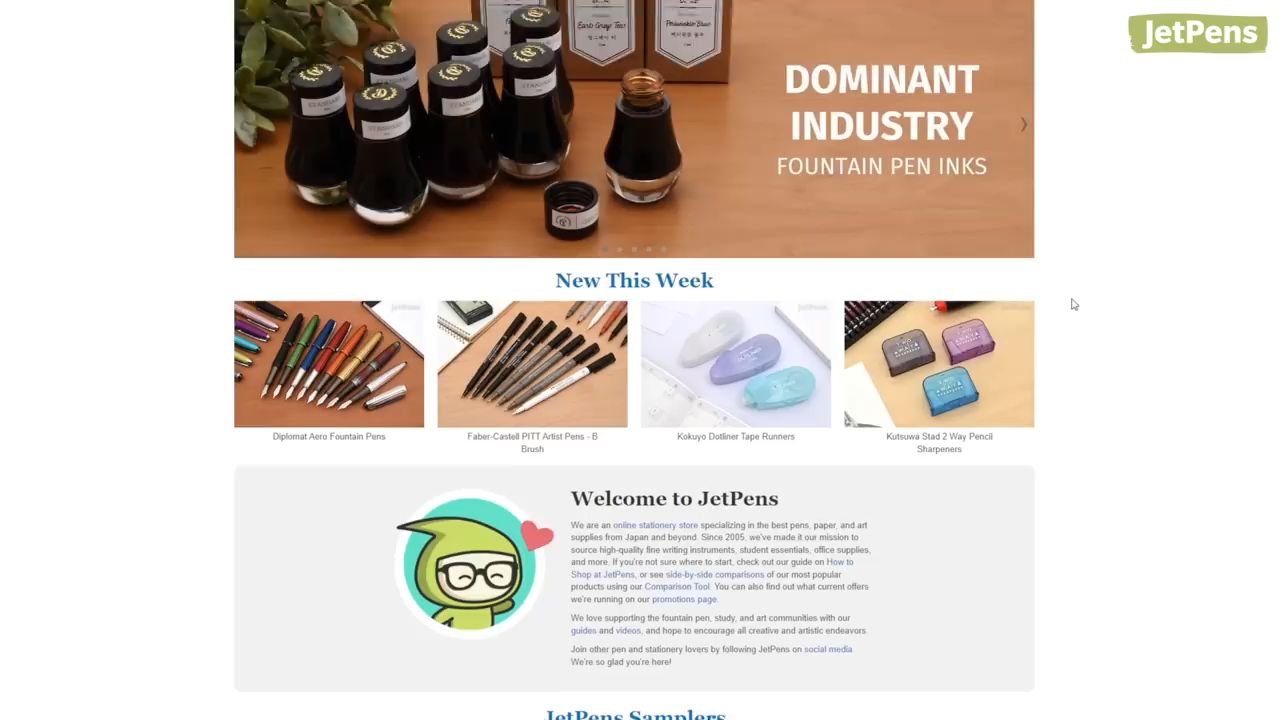 JetPens
Earl Grey Tea
Periwinkle Blue
DOMINANT
INDUSTRY
FOUNTAIN PEN INKS
New This Week
JetPens
Diplomat Aero Fountain Pens
Faber-Castell PITT Artist Pens - B
Brush
Kokuyo Dotliner Tape Runners
Kutsuwa Stad 2 Way Pencil
Sharpeners
Welcome to JetPens
We are an online stationery store specializing in the best pens, paper, and art
supplies from Japan and beyond. Since 2005, we've made it our mission to
source high-quality fine writing instruments, student essentials, office supplies,
and more. If you're not sure where to start, check out our guide on How to
Shop at JetPens, or see side-by-side comparisons of our most popular
products using our Comparison Tool. You can also find out what current offers
we're running on our promotions page.
We love supporting the fountain pen, study, and art communities with our
guides and videos, and hope to encourage all creative and artistic endeavors.
Join other pen and stationery lovers by following JetPens on social media.
We're so glad you're here!
JetPens Samplers